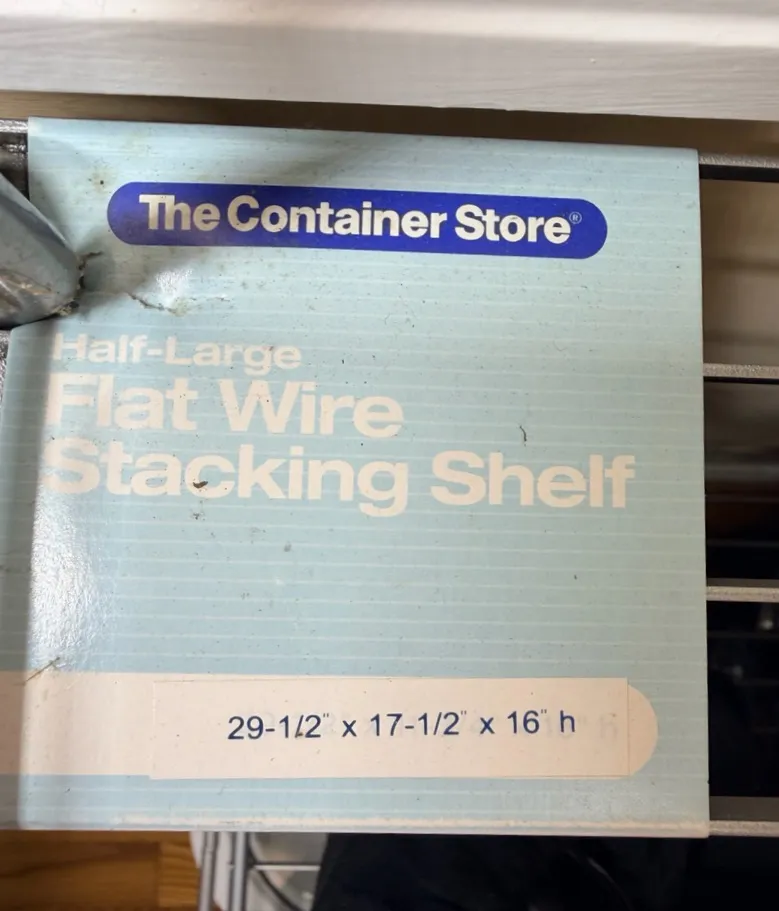 The Container Store®
Half-Large
Flat Wire
Stacking Shelf
29-1/2" x 17-1/2" x 16" h